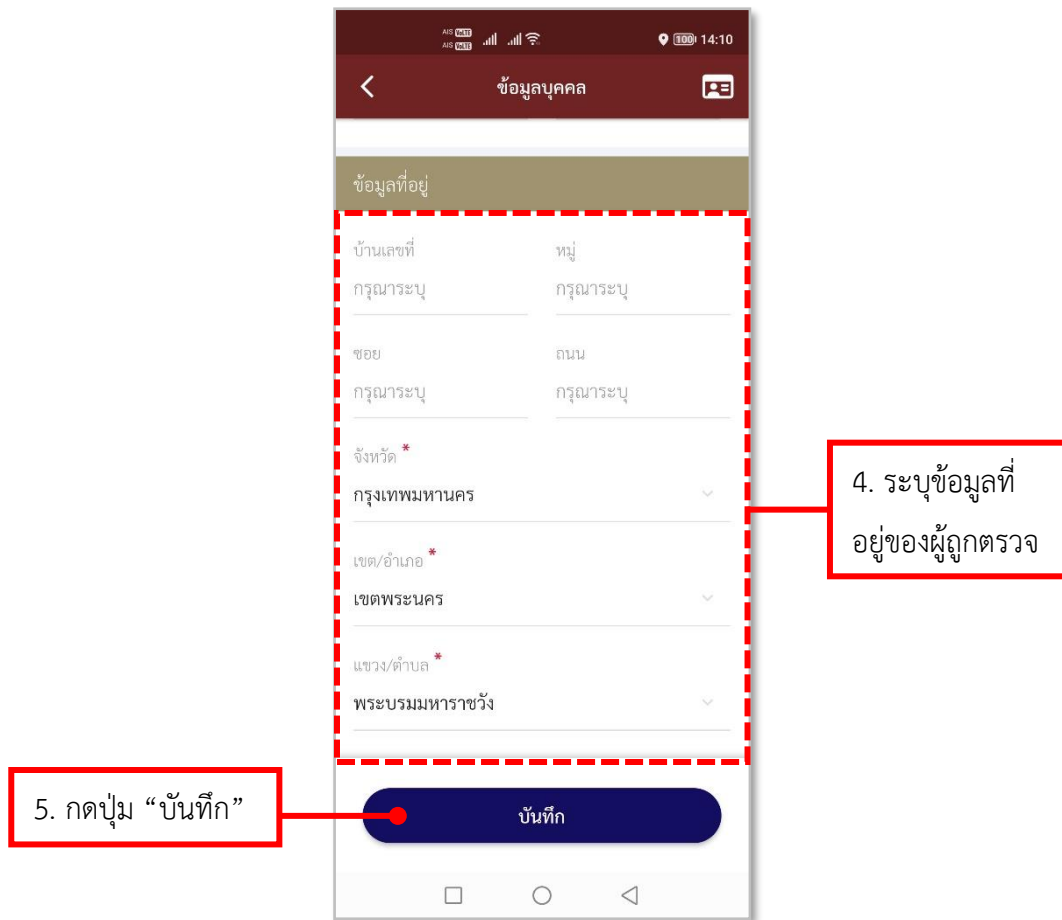 AIS VoLTE
AIS VoLTE
100 14:10
ข้อมูลบุคคล
ข้อมูลที่อยู่
บ้านเลขที่ หมู่
กรุณาระบุ กรุณาระบุ
ซอย ถนน
กรุณาระบุ กรุณาระบุ
จังหวัด *
กรุงเทพมหานคร
เขต/อำเภอ *
เขตพระนคร
แขวง/ตำบล *
พระบรมมหาราชวัง
4. ระบุข้อมูลที่
อยู่ของผู้ถูกตรวจ
5. กดปุ่ม “บันทึก”
บันทึก